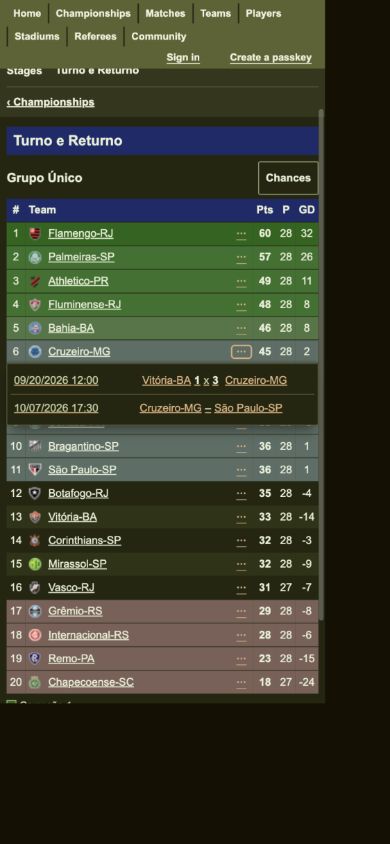 Home Championships Matches Teams Players
Stadiums Referees Community
Sign in Create a passkey
Stages Turno e Returno
‹ Championships
Turno e Returno
Grupo Único
Chances
# Team Pts P GD
1 Flamengo-RJ ... 60 28 32
2 Palmeiras-SP ... 57 28 26
3 Athletico-PR ... 49 28 11
4 Fluminense-RJ ... 48 28 8
5 Bahia-BA ... 46 28 8
6 Cruzeiro-MG ... 45 28 2
09/20/2026 12:00 Vitória-BA 1 x 3 Cruzeiro-MG
10/07/2026 17:30 Cruzeiro-MG – São Paulo-SP
10 Bragantino-SP ... 36 28 1
11 São Paulo-SP ... 36 28 1
12 Botafogo-RJ ... 35 28 -4
13 Vitória-BA ... 33 28 -14
14 Corinthians-SP ... 32 28 -3
15 Mirassol-SP ... 32 28 -9
16 Vasco-RJ ... 31 27 -7
17 Grêmio-RS ... 29 28 -8
18 Internacional-RS ... 28 28 -6
19 Remo-PA ... 23 28 -15
20 Chapecoense-SC ... 18 27 -24